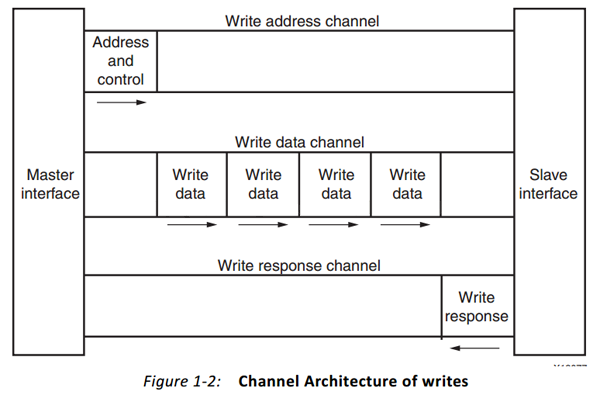 Write address channel
Address
and
control
Write data channel
Master
interface
Write
data
Write
data
Write
data
Write
data
Slave
interface
Write response channel
Write
response
Figure 1-2: Channel Architecture of writes